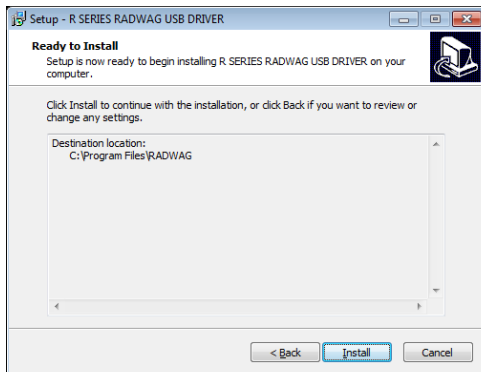 Setup - R SERIES RADWAG USB DRIVER
Ready to Install
Setup is now ready to begin installing R SERIES RADWAG USB DRIVER on your
computer.
Click Install to continue with the installation, or click Back if you want to review or
change any settings.
Destination location:
C:\Program Files\RADWAG
< Back
Install
Cancel